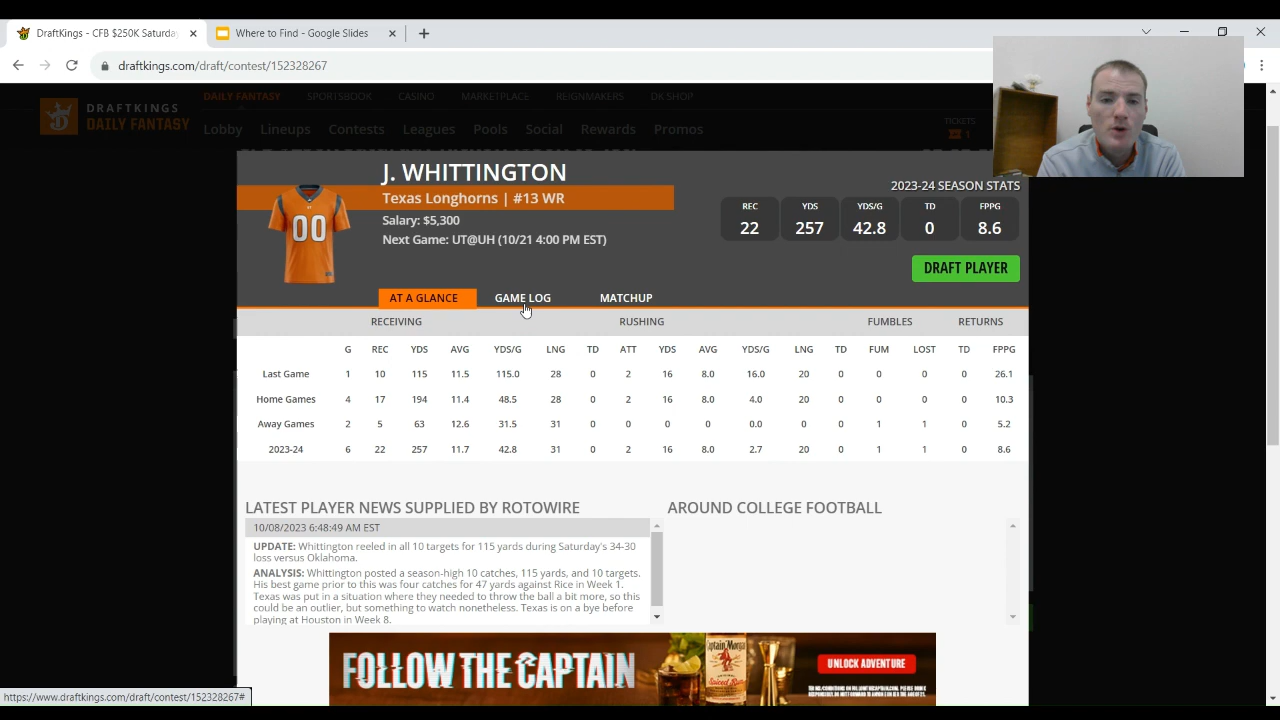 DraftKings - CFB $250K Saturda
Where to Find - Google Slides
draftkings.com/draft/contest/152328267
DRAFTKINGS
DAILY FANTASY
DAILY FANTASY SPORTSBOOK CASINO MARKETPLACE REIGNMAKERS DK SHOP
Lobby Lineups Contests Leagues Pools Social Rewards Promos
TICKETS
1
J. WHITTINGTON
Texas Longhorns | #13 WR
Salary: $5,300
Next Game: UT@UH (10/21 4:00 PM EST)
00
2023-24 SEASON STATS
REC YDS YDS/G TD FPPG
22 257 42.8 0 8.6
DRAFT PLAYER
AT A GLANCE GAME LOG MATCHUP
RECEIVING RUSHING FUMBLES RETURNS
G REC YDS AVG YDS/G LNG TD ATT YDS AVG YDS/G LNG TD FUM LOST TD FPPG
Last Game 1 10 115 11.5 115.0 28 0 2 16 8.0 16.0 20 0 0 0 0 26.1
Home Games 4 17 194 11.4 48.5 28 0 2 16 8.0 4.0 20 0 0 0 0 10.3
Away Games 2 5 63 12.6 31.5 31 0 0 0 0 0.0 0 0 1 1 0 5.2
2023-24 6 22 257 11.7 42.8 31 0 2 16 8.0 2.7 20 0 1 1 0 8.6
LATEST PLAYER NEWS SUPPLIED BY ROTOWIRE
10/08/2023 6:48:49 AM EST
UPDATE: Whittington reeled in all 10 targets for 115 yards during Saturday's 34-30
loss versus Oklahoma.
ANALYSIS: Whittington posted a season-high 10 catches, 115 yards, and 10 targets.
His best game prior to this was four catches for 47 yards against Rice in Week 1.
Texas was put in a situation where they needed to throw the ball a bit more, so this
could be an outlier, but something to watch nonetheless. Texas is on a bye before
playing at Houston in Week 8.
AROUND COLLEGE FOOTBALL
FOLLOW THE CAPTAIN
Captain Morgan
Spiced Rum
UNLOCK ADVENTURE
https://www.draftkings.com/draft/contest/152328267#